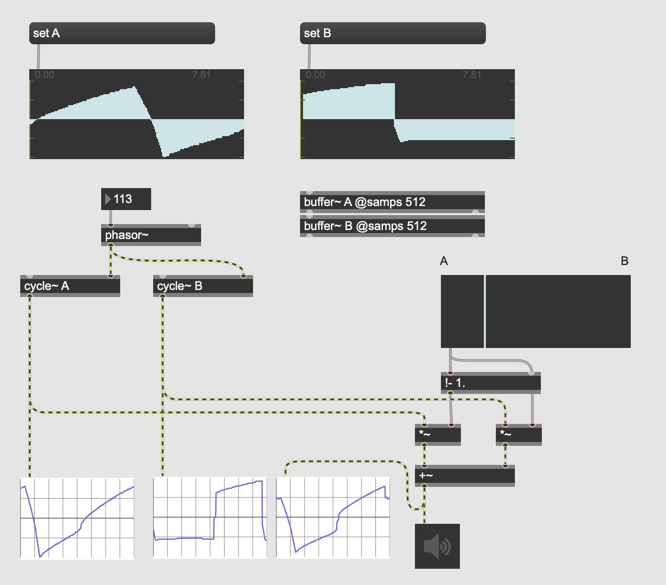 set A
set B
0.00
7.81
0.00
7.81
113
buffer~ A @samps 512
phasor~
buffer~ B @samps 512
A
B
cycle~ A
cycle~ B
!- 1.
*~
*~
+~